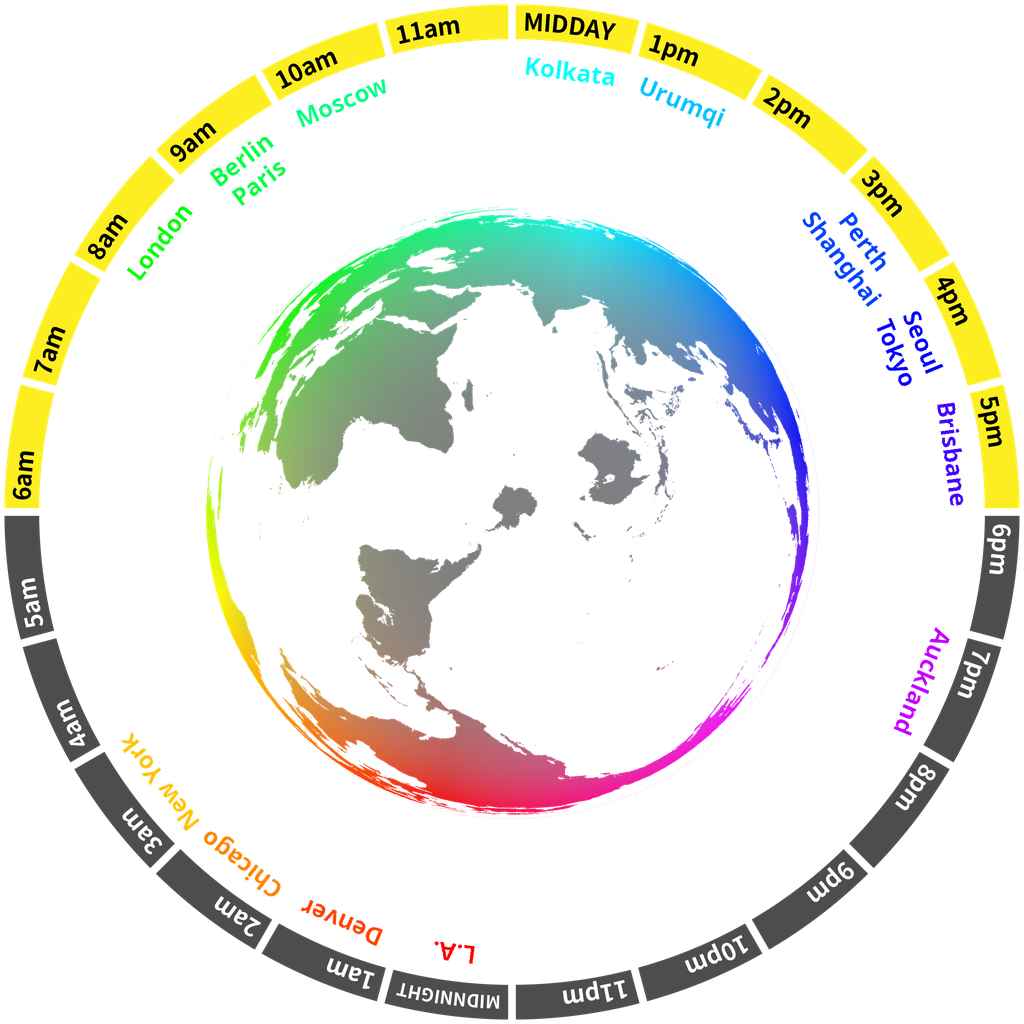 MIDDAY
1pm
2pm
3pm
4pm
5pm
6pm
7pm
8pm
9pm
10pm
11pm
MIDNNIGHT
1am
2am
3am
4am
5am
6am
7am
8am
9am
10am
11am
Kolkata
Urumqi
Perth
Shanghai
Seoul
Tokyo
Brisbane
Auckland
L.A.
Denver
Chicago
New York
London
Berlin
Paris
Moscow